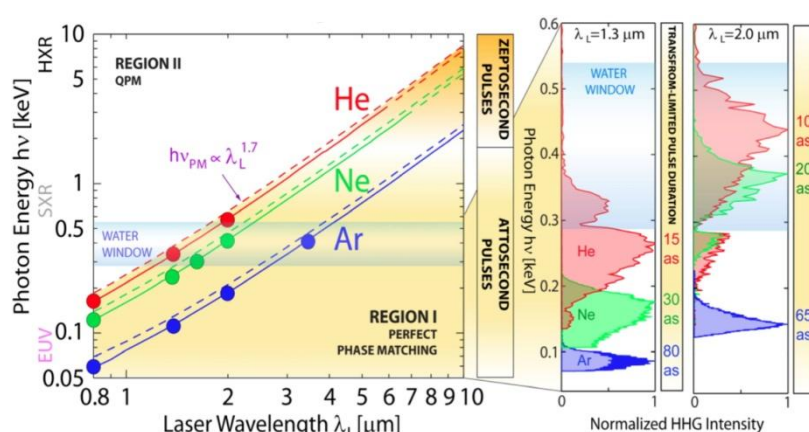 HXR
SXR
EUV
Photon Energy hν [keV]
10
5
1
0.5
0.1
0.05
REGION II
QPM
hν_PM ∝ λ_L^1.7
He
Ne
Ar
WATER
WINDOW
REGION I
PERFECT
PHASE MATCHING
0.8 1 2 3 4 5 6 7 8 9 10
Laser Wavelength λ_L [μm]
ZEPTOSECOND
PULSES
ATTOSECOND
PULSES
Photon Energy hν [keV]
0.6
0.5
0.4
0.3
0.2
0.1
λ_L=1.3 μm
WATER
WINDOW
He
Ne
Ar
0 1
TRANSFROM-LIMITED PULSE DURATION
15
as
30
as
80
as
λ_L=2.0 μm
0 1
10
as
20
as
65
as
Normalized HHG Intensity